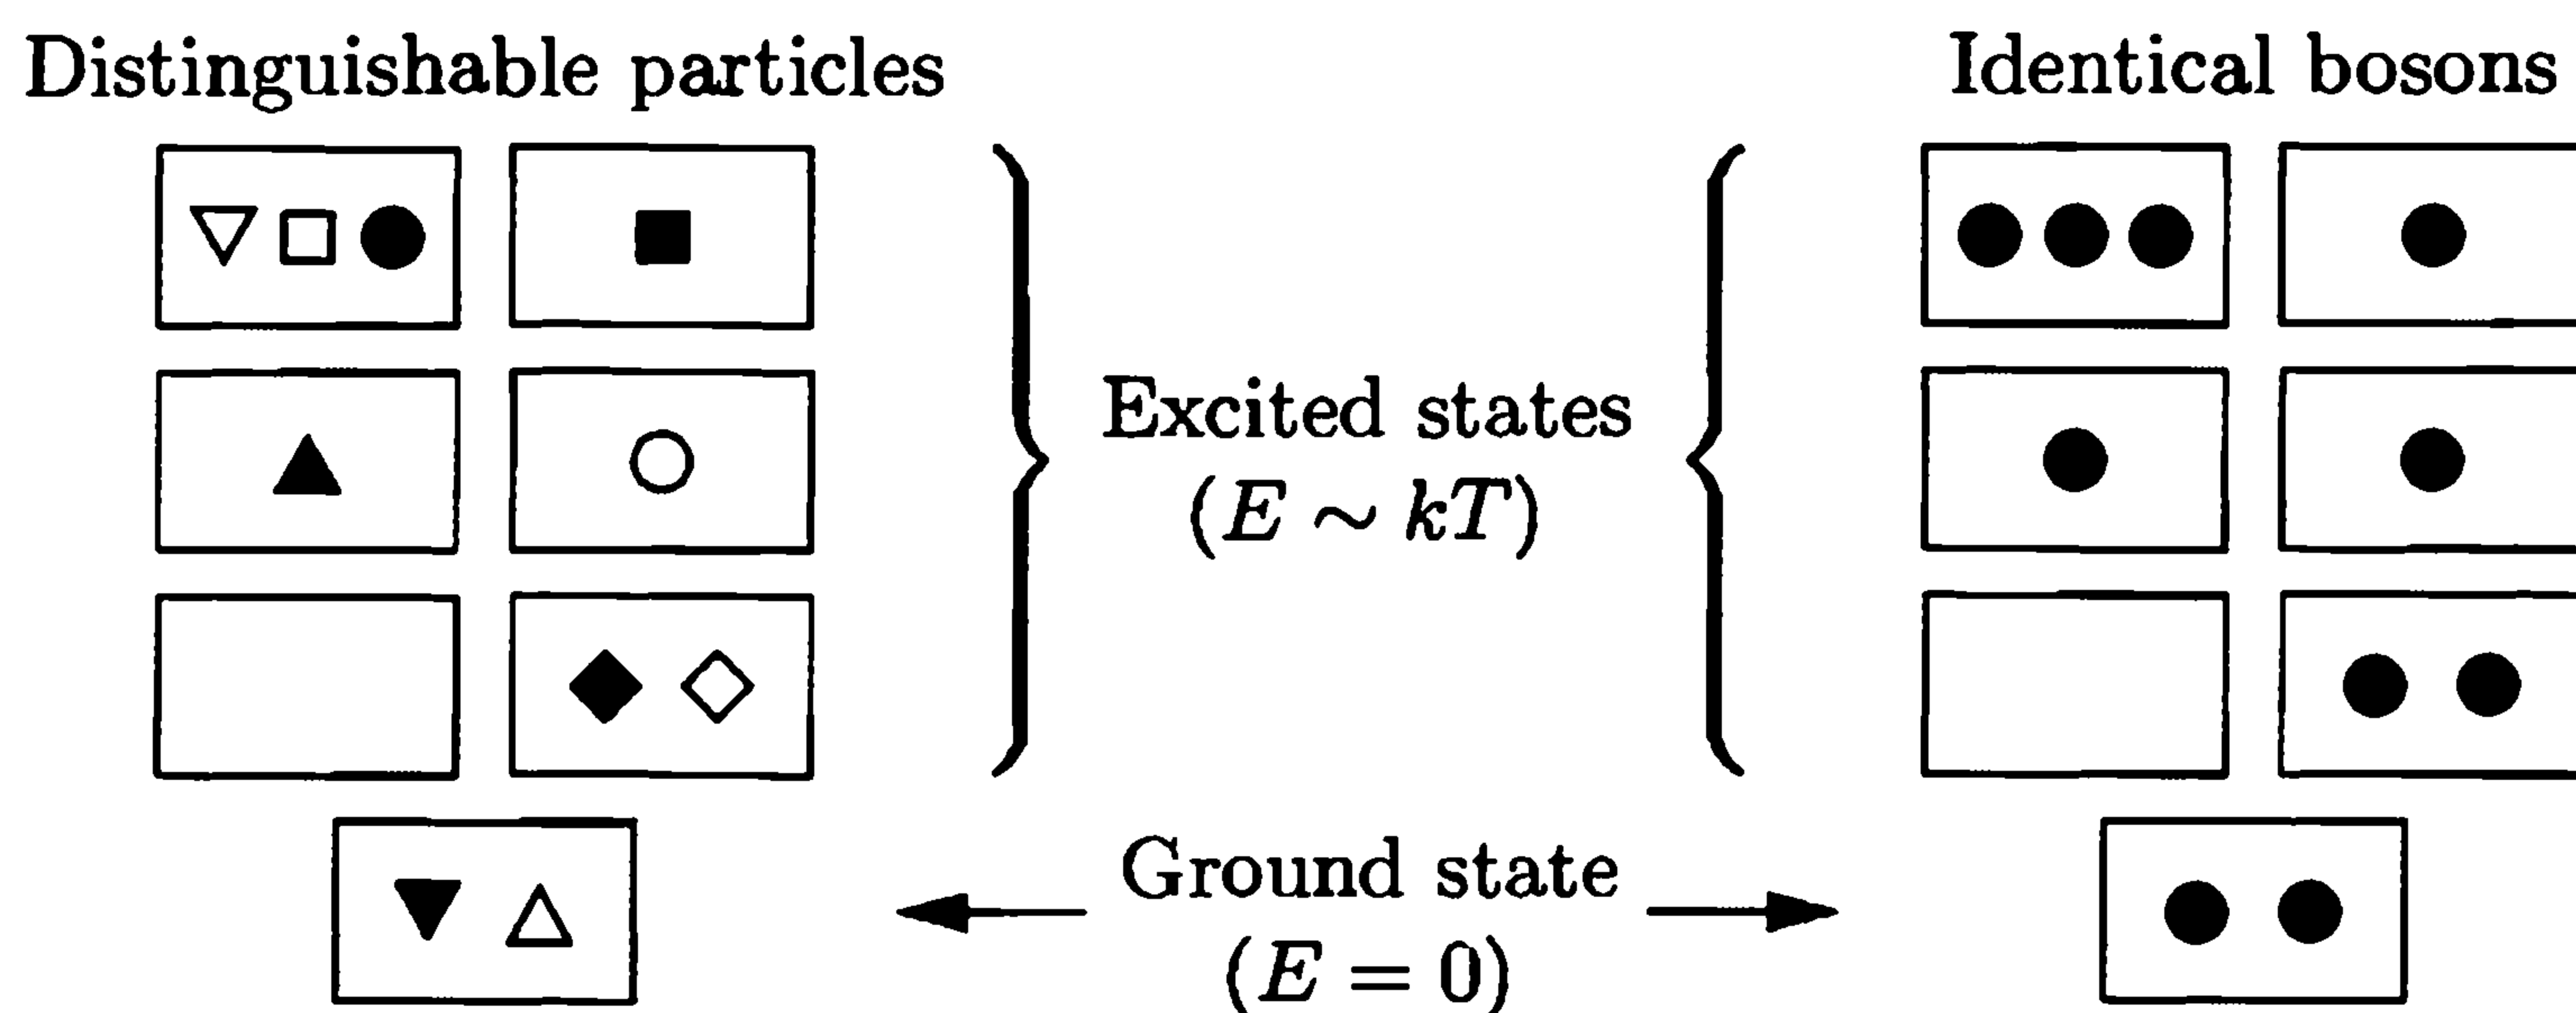 Distinguishable particles
Identical bosons
Excited states
(E ∼ kT)
Ground state
(E = 0)